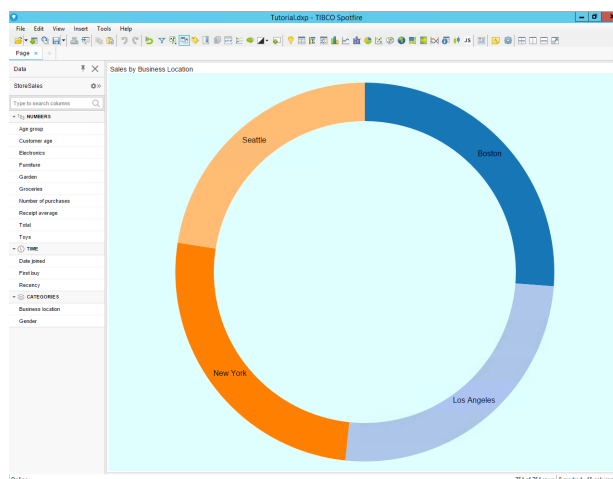 Tutorial.dxp - TIBCO Spotfire
File Edit View Insert Tools Help
JS
Page
Data
Sales by Business Location
StoreSales
Type to search columns
NUMBERS
Age group
Customer age
Electronics
Furniture
Garden
Groceries
Number of purchases
Receipt average
Total
Toys
TIME
Date joined
First buy
Recency
CATEGORIES
Business location
Gender
Seattle
Boston
New York
Los Angeles